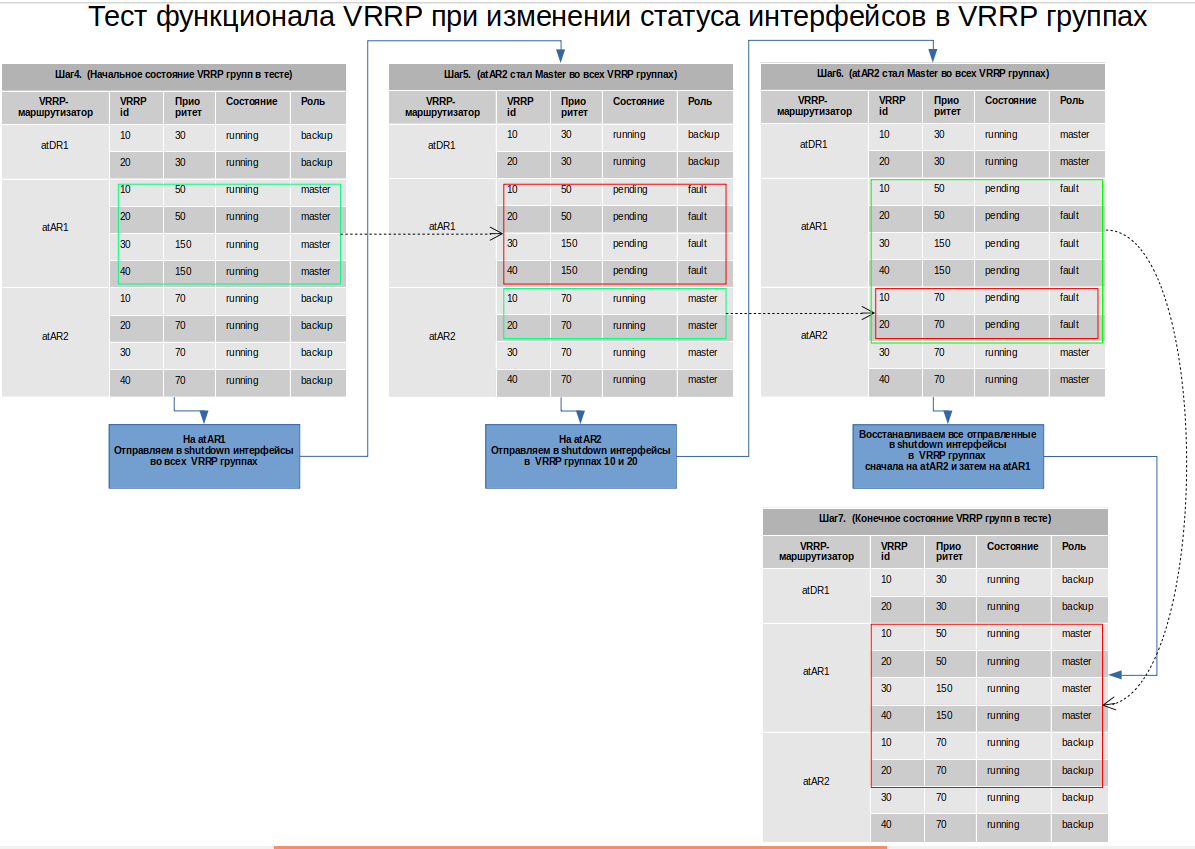 Тест функционала VRRP при изменении статуса интерфейсов в VRRP группах
Шаг4. (Начальное состояние VRRP групп в тесте)
VRRP-маршрутизатор VRRP id Приоритет Состояние Роль
atDR1
10 30 running backup
20 30 running backup
atAR1
10 50 running master
20 50 running master
30 150 running master
40 150 running master
atAR2
10 70 running backup
20 70 running backup
30 70 running backup
40 70 running backup
На atAR1
Отправляем в shutdown интерфейсы
во всех VRRP группах
Шаг5. (atAR2 стал Master во всех VRRP группах)
VRRP-маршрутизатор VRRP id Приоритет Состояние Роль
atDR1
10 30 running backup
20 30 running backup
atAR1
10 50 pending fault
20 50 pending fault
30 150 pending fault
40 150 pending fault
atAR2
10 70 running master
20 70 running master
30 70 running master
40 70 running master
На atAR2
Отправляем в shutdown интерфейсы
в VRRP группах 10 и 20
Шаг6. (atAR2 стал Master во всех VRRP группах)
VRRP-маршрутизатор VRRP id Приоритет Состояние Роль
atDR1
10 30 running master
20 30 running master
atAR1
10 50 pending fault
20 50 pending fault
30 150 pending fault
40 150 pending fault
atAR2
10 70 pending fault
20 70 pending fault
30 70 running master
40 70 running master
Восстанавливаем все отправленные
в shutdown интерфейсы
в VRRP группах
сначала на atAR2 и затем на atAR1
Шаг7. (Конечное состояние VRRP групп в тесте)
VRRP-маршрутизатор VRRP id Приоритет Состояние Роль
atDR1
10 30 running backup
20 30 running backup
atAR1
10 50 running master
20 50 running master
30 150 running master
40 150 running master
atAR2
10 70 running backup
20 70 running backup
30 70 running backup
40 70 running backup